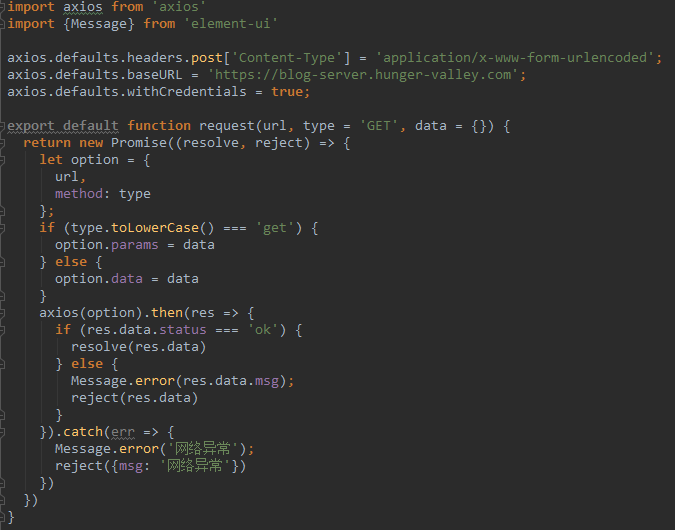 import axios from 'axios'
import {Message} from 'element-ui'
axios.defaults.headers.post['Content-Type'] = 'application/x-www-form-urlencoded';
axios.defaults.baseURL = 'https://blog-server.hunger-valley.com';
axios.defaults.withCredentials = true;
export default function request(url, type = 'GET', data = {}) {
  return new Promise((resolve, reject) => {
    let option = {
      url,
      method: type
    };
    if (type.toLowerCase() === 'get') {
      option.params = data
    } else {
      option.data = data
    }
    axios(option).then(res => {
      if (res.data.status === 'ok') {
        resolve(res.data)
      } else {
        Message.error(res.data.msg);
        reject(res.data)
      }
    }).catch(err => {
      Message.error('网络异常');
      reject({msg: '网络异常'})
    })
  })
}